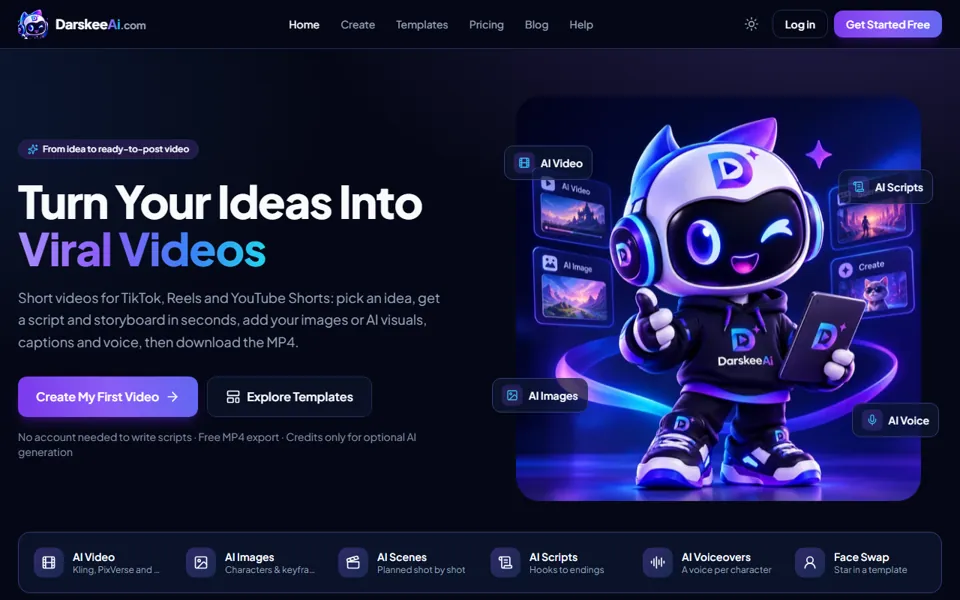 DarskeeAi.com
Home
Create
Templates
Pricing
Blog
Help
Log in
Get Started Free
From idea to ready-to-post video
Turn Your Ideas Into
Viral Videos
Short videos for TikTok, Reels and YouTube Shorts: pick an idea, get
a script and storyboard in seconds, add your images or AI visuals,
captions and voice, then download the MP4.
Create My First Video
Explore Templates
No account needed to write scripts · Free MP4 export · Credits only for optional AI
generation
AI Video
AI Video
AI Scripts
AI Image
Create
DarskeeAi
AI Images
AI Voice
AI Video
Kling, PixVerse and ...
AI Images
Characters & keyfra...
AI Scenes
Planned shot by shot
AI Scripts
Hooks to endings
AI Voiceovers
A voice per character
Face Swap
Star in a template